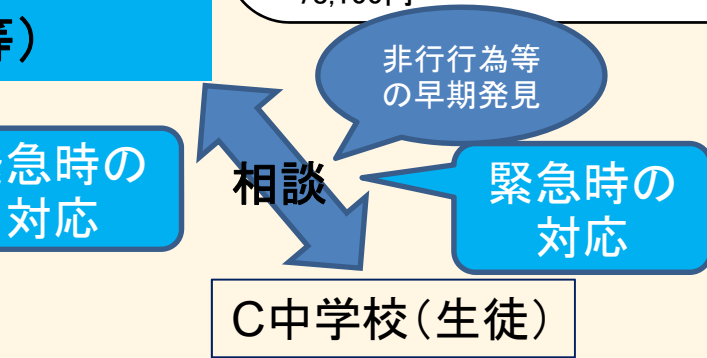 等）
非行行為等
の早期発見
急時の
対応
相談
緊急時の
対応
C中学校（生徒）